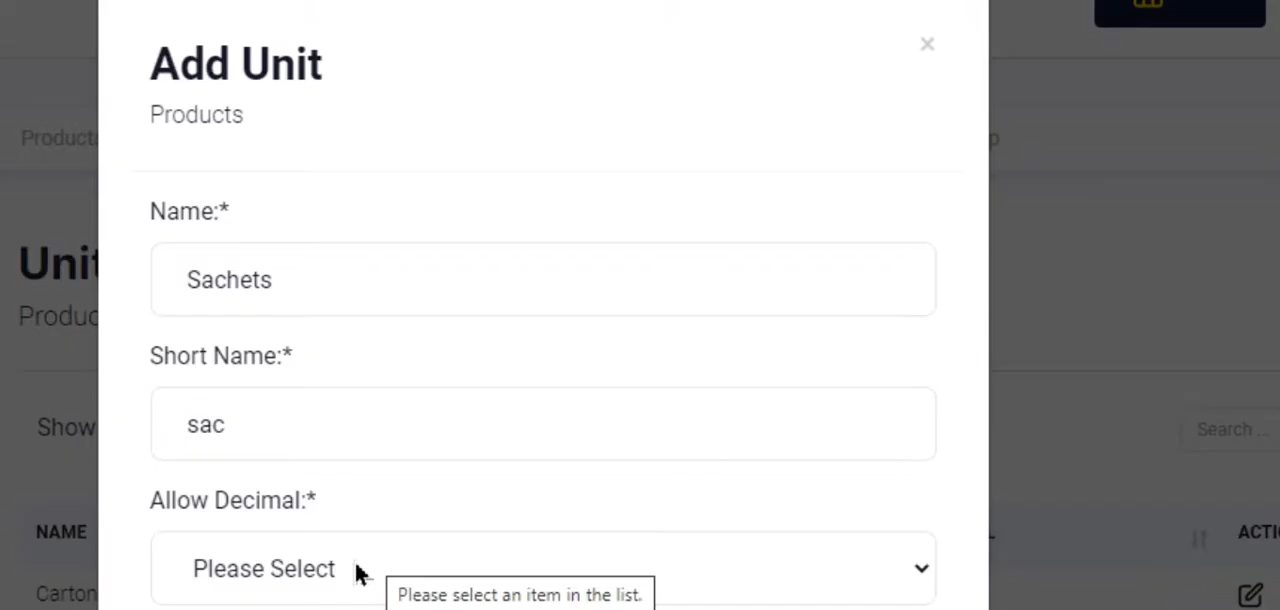 Add Unit
×
Products
Products
Name:*
Unit
Sachets
Produc
Short Name:*
Show
sac
Search ...
Allow Decimal:*
NAME
ACTI
Please Select
Please select an item in the list.
Carton